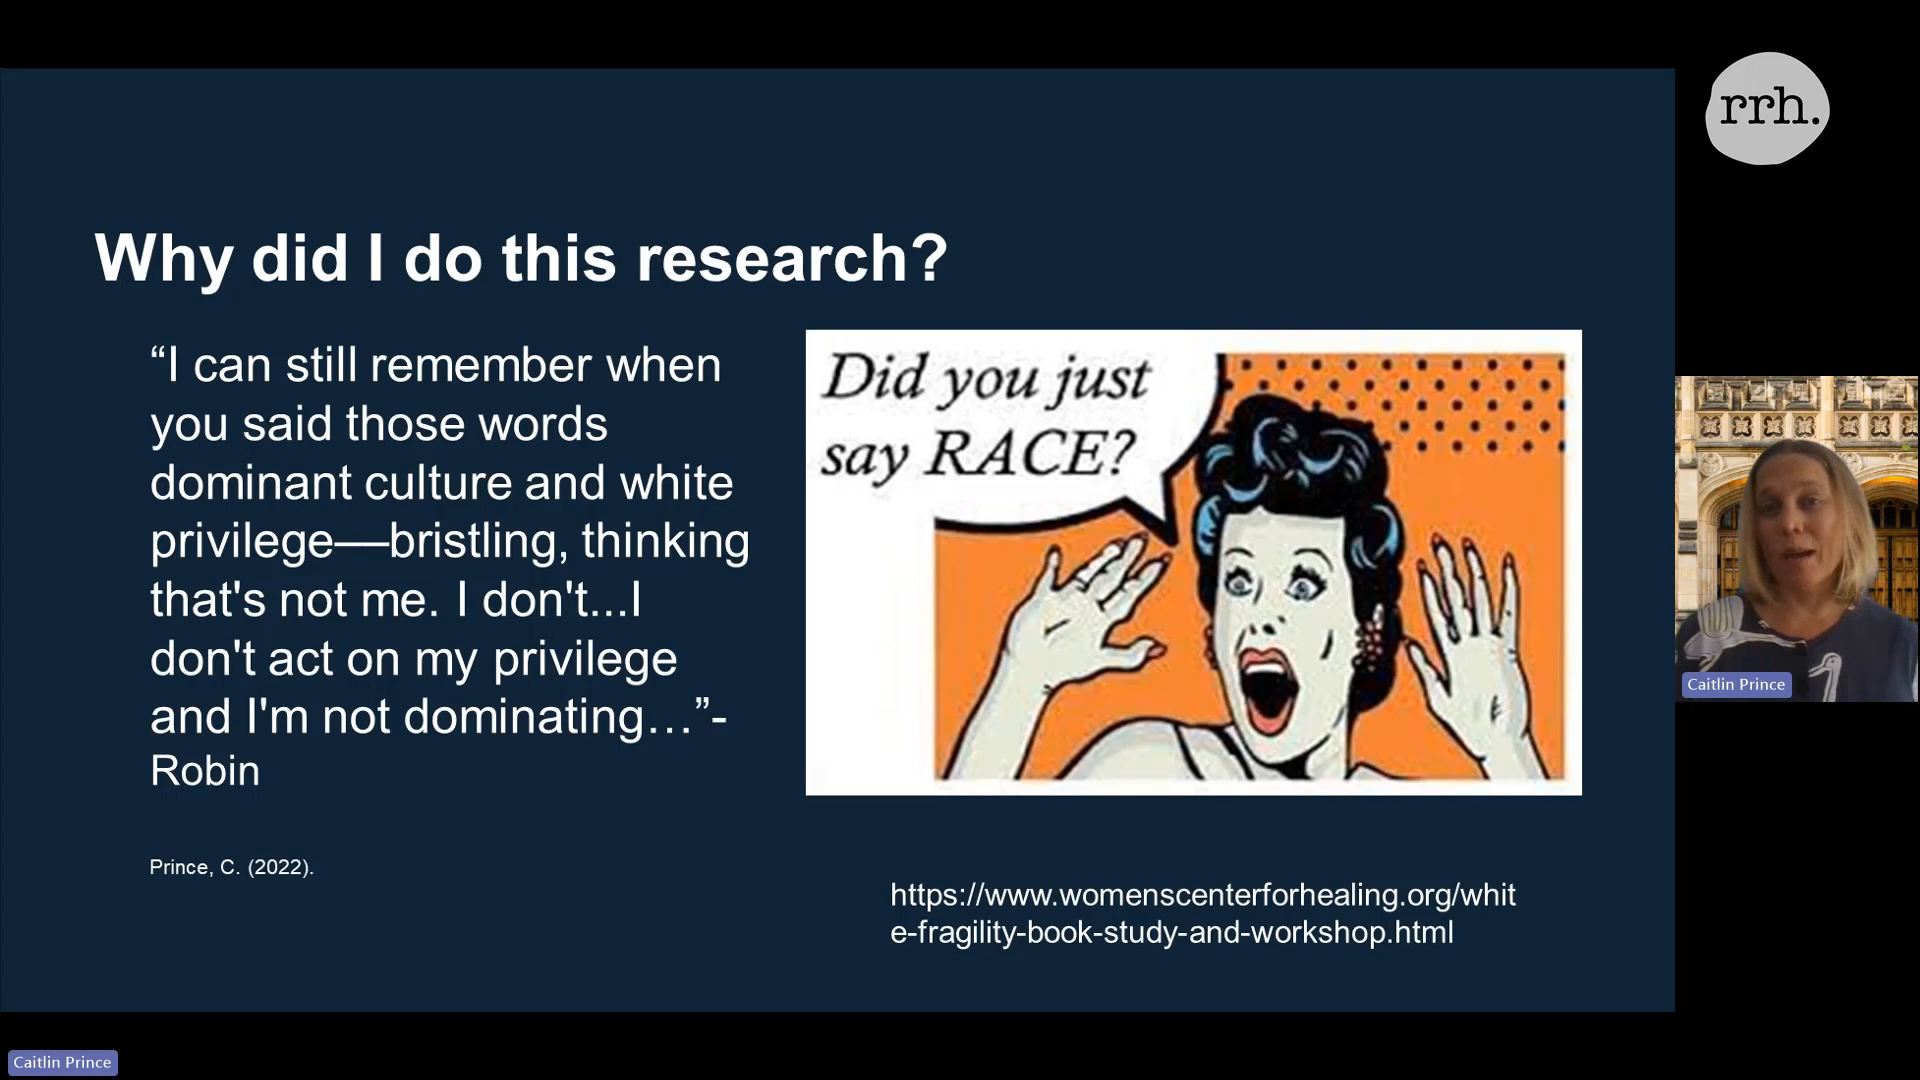 rrh.
Why did I do this research?
“I can still remember when
you said those words
dominant culture and white
privilege—bristling, thinking
that's not me. I don't...I
don't act on my privilege
and I'm not dominating…”-
Robin
Prince, C. (2022).
Did you just
say RACE?
https://www.womenscenterforhealing.org/whit
e-fragility-book-study-and-workshop.html
Caitlin Prince
Caitlin Prince